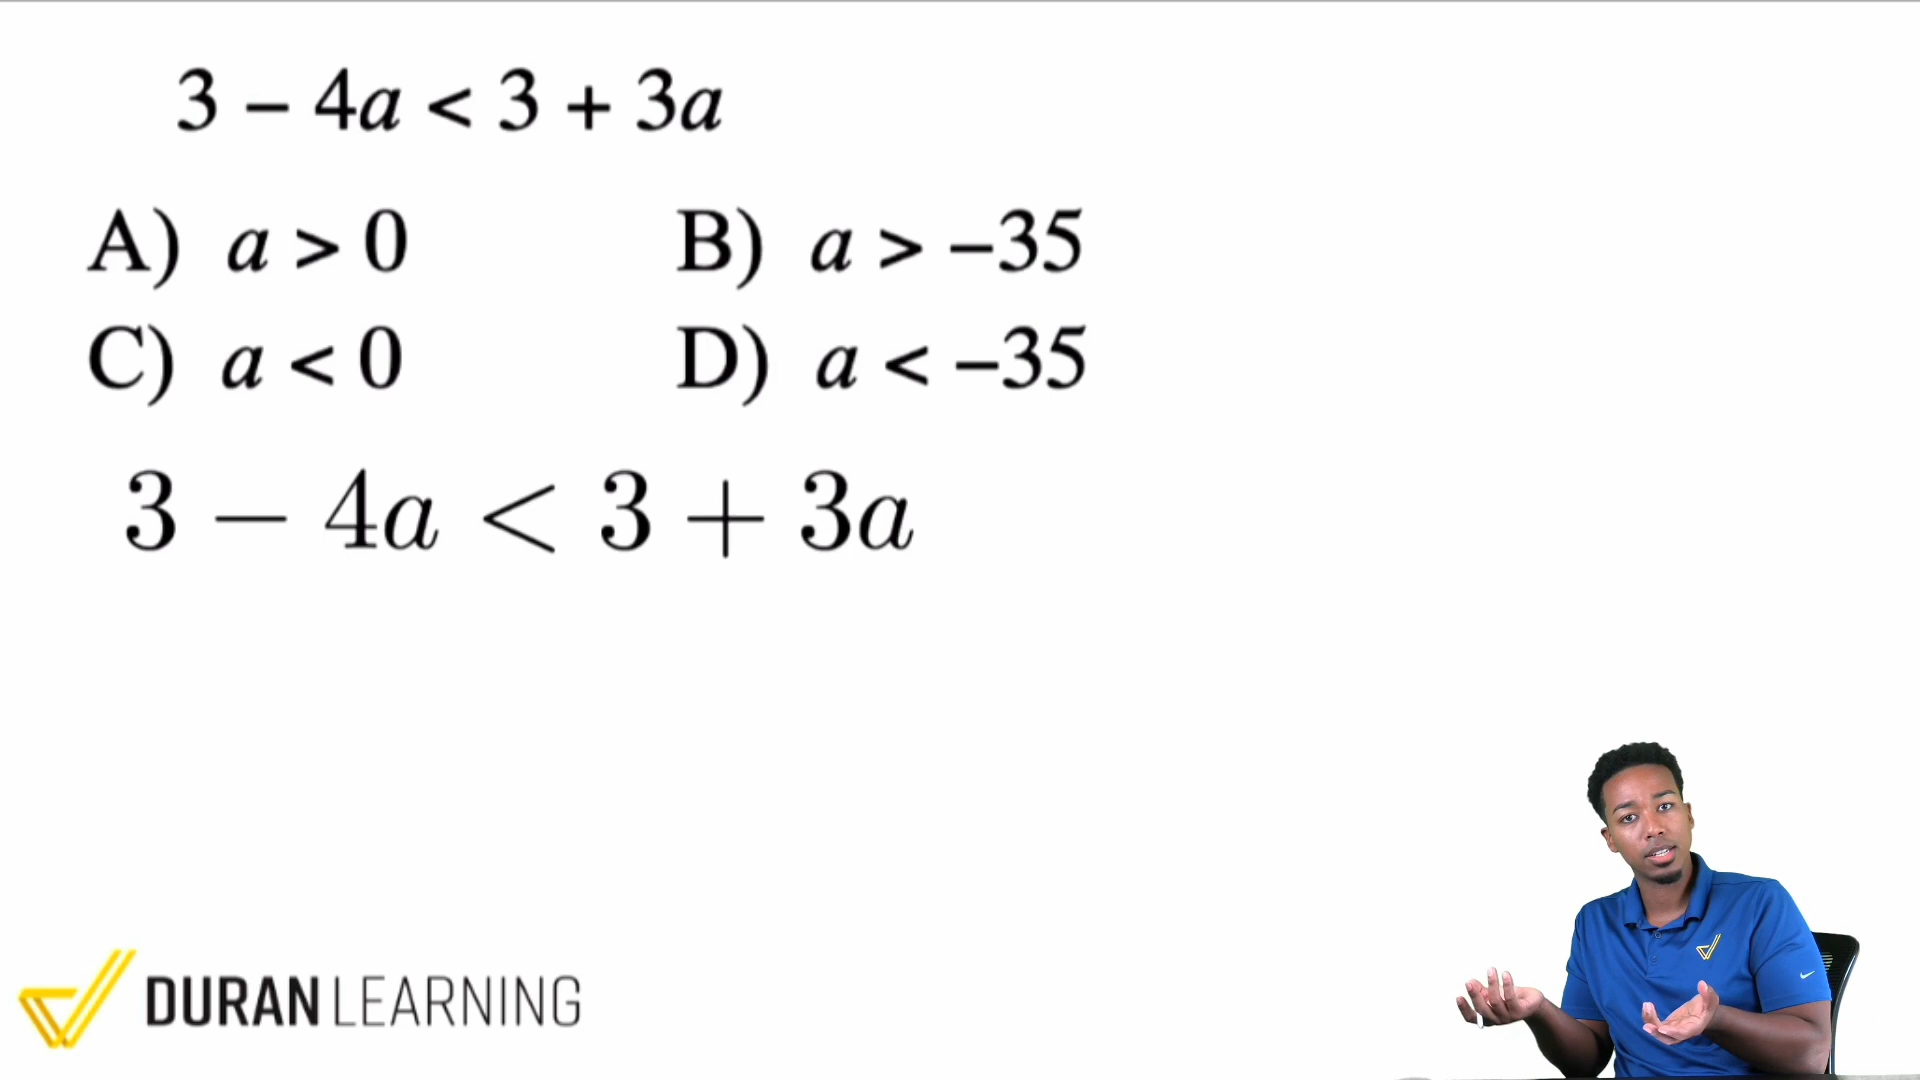 3 – 4a < 3 + 3a
A) a > 0 B) a > –35
C) a < 0 D) a < –35
3 − 4a < 3 + 3a
DURAN LEARNING